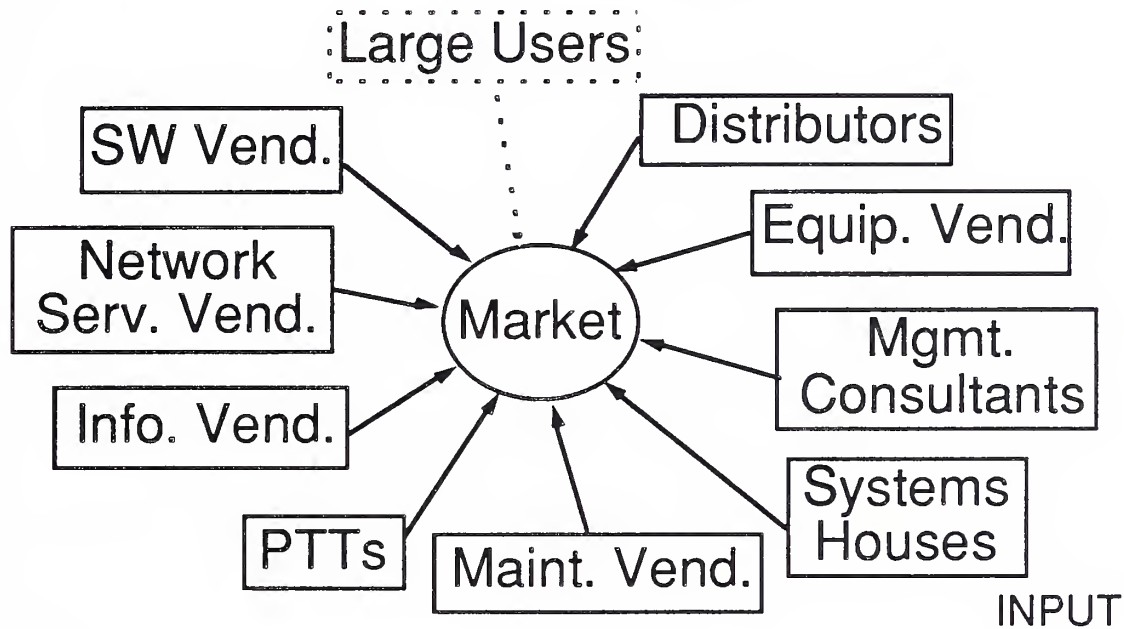 Large Users
Distributors
SW Vend.
Equip. Vend.
Network
Serv. Vend.
Market
Mgmt.
Consultants
Info. Vend.
Systems
Houses
PTTs
Maint. Vend.
INPUT